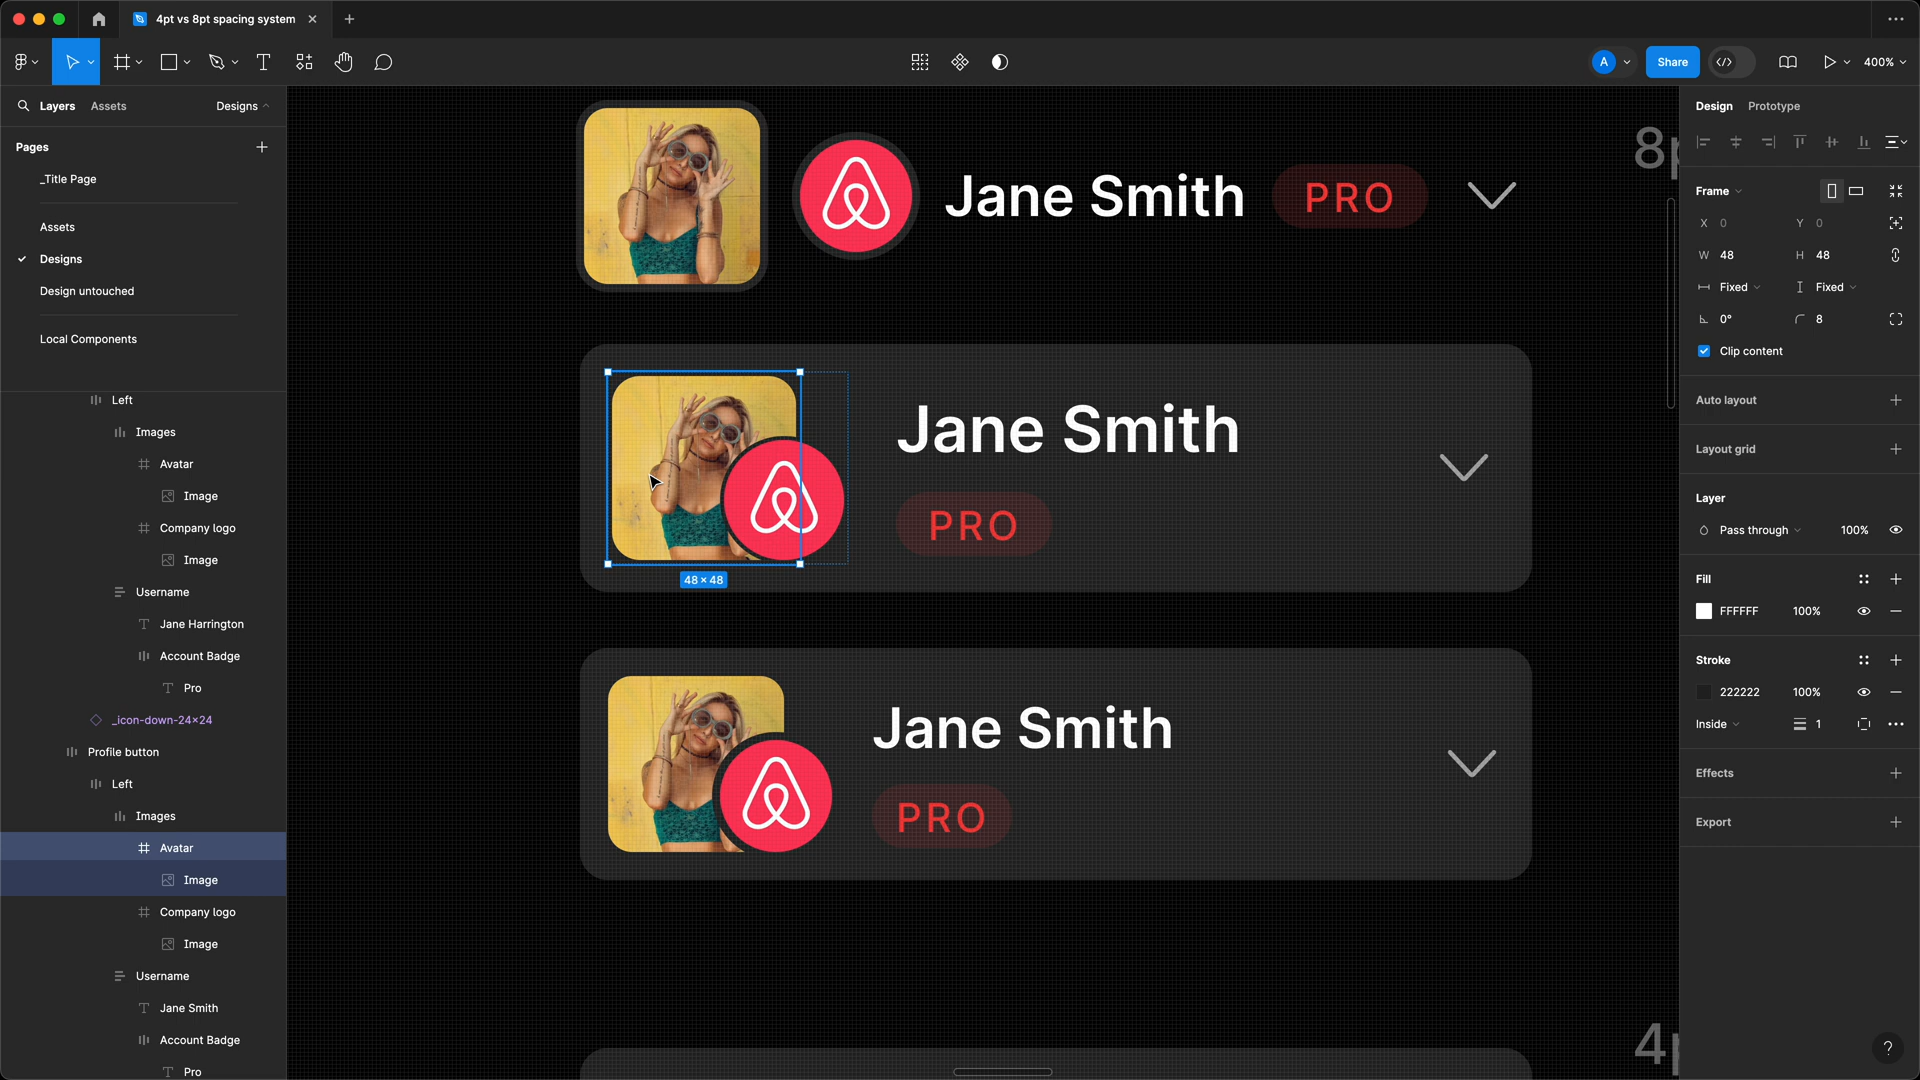 4pt vs 8pt spacing system
A
Share
400%
Layers
Assets
Designs
Pages
_Title Page
Assets
Designs
Design untouched
Local Components
Left
Images
Avatar
Image
Company logo
Image
Username
Jane Harrington
Account Badge
Pro
_icon-down-24x24
Profile button
Left
Images
Avatar
Image
Company logo
Image
Username
Jane Smith
Account Badge
Pro
8p
Jane Smith
PRO
Jane Smith
PRO
48 × 48
Jane Smith
PRO
4p
Design
Prototype
Frame
X 0
Y 0
W 48
H 48
Fixed
Fixed
0°
8
Clip content
Auto layout
Layout grid
Layer
Pass through
100%
Fill
FFFFFF
100%
Stroke
222222
100%
Inside
1
Effects
Export
?